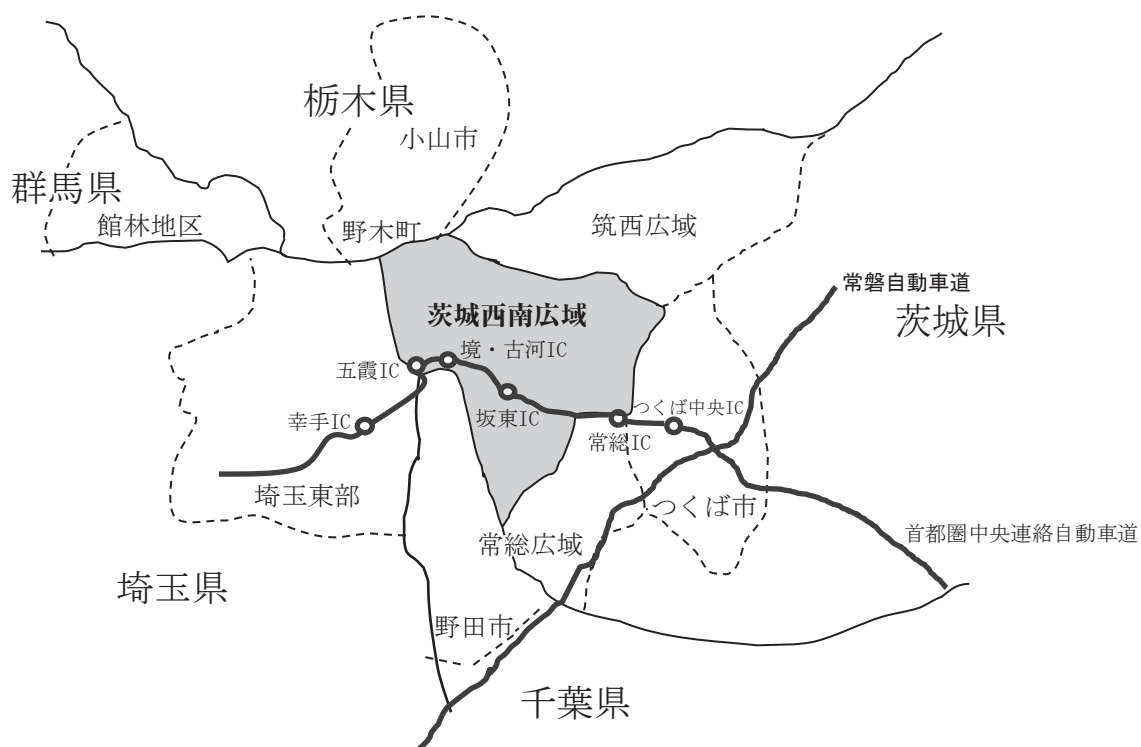 栃木県
小山市
群馬県
館林地区
野木町
筑西広域
常磐自動車道
茨城県
茨城西南広域
境・古河IC
五霞IC
幸手IC
坂東IC
つくば中央IC
常総IC
埼玉東部
つくば市
首都圏中央連絡自動車道
常総広域
埼玉県
野田市
千葉県